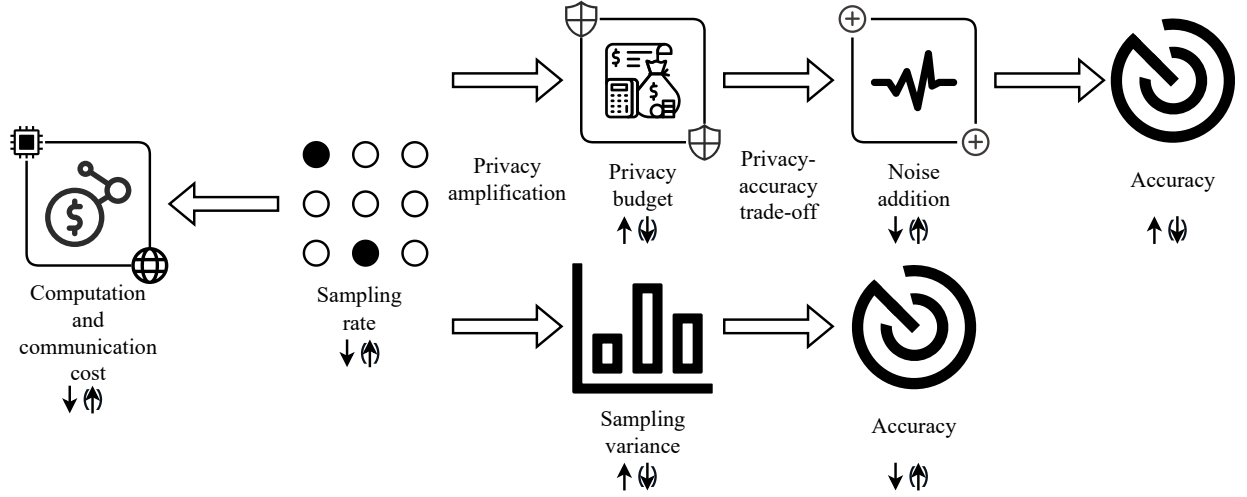 Computation
and
communication
cost
↓ (↑)
Sampling
rate
↓ (↑)
Privacy
amplification
Privacy
budget
↑ (↓)
Privacy-
accuracy
trade-off
Noise
addition
↓ (↑)
Accuracy
↑ (↓)
Sampling
variance
↑ (↓)
Accuracy
↓ (↑)